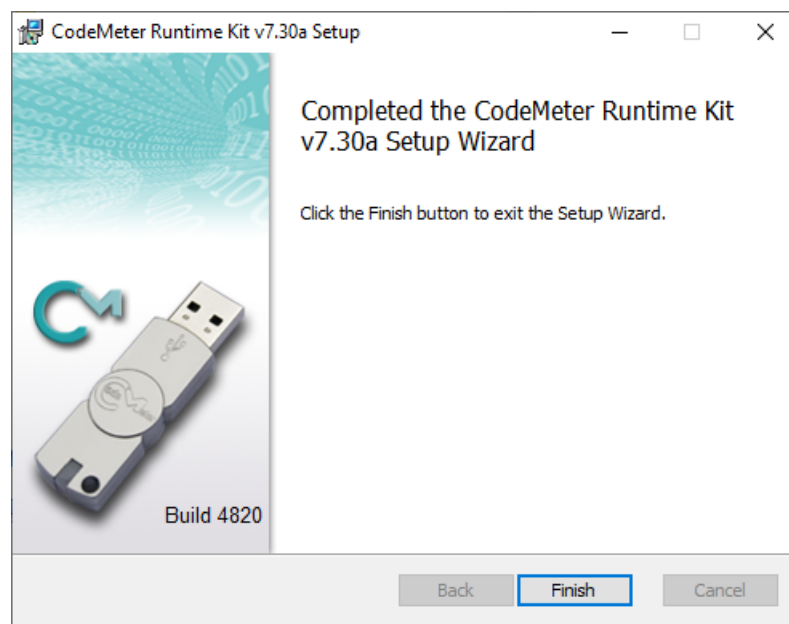 CodeMeter Runtime Kit v7.30a Setup
Completed the CodeMeter Runtime Kit
v7.30a Setup Wizard
Click the Finish button to exit the Setup Wizard.
Build 4820
Back
Finish
Cancel